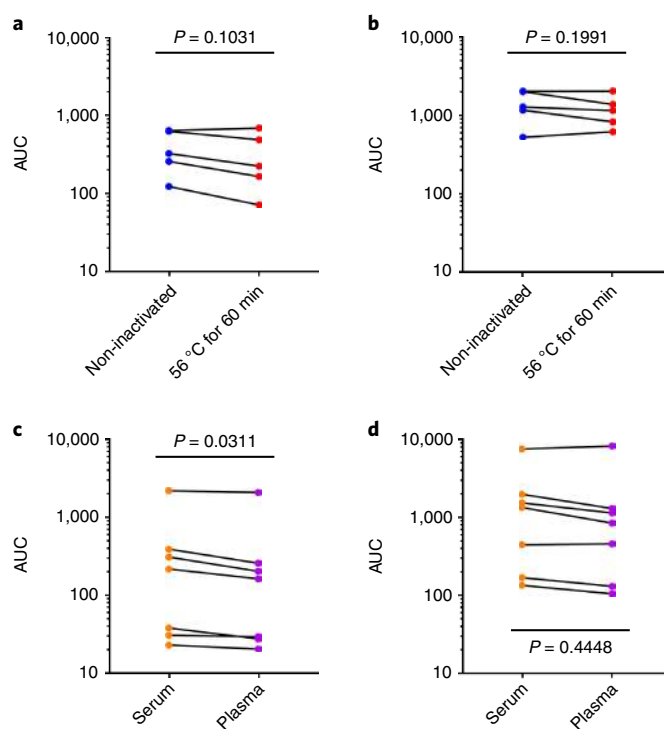 a
P = 0.1031
10,000
1,000
100
10
AUC
Non-inactivated
56 °C for 60 min
b
P = 0.1991
10,000
1,000
100
10
AUC
Non-inactivated
56 °C for 60 min
c
P = 0.0311
10,000
1,000
100
10
AUC
Serum
Plasma
d
10,000
1,000
100
10
AUC
P = 0.4448
Serum
Plasma